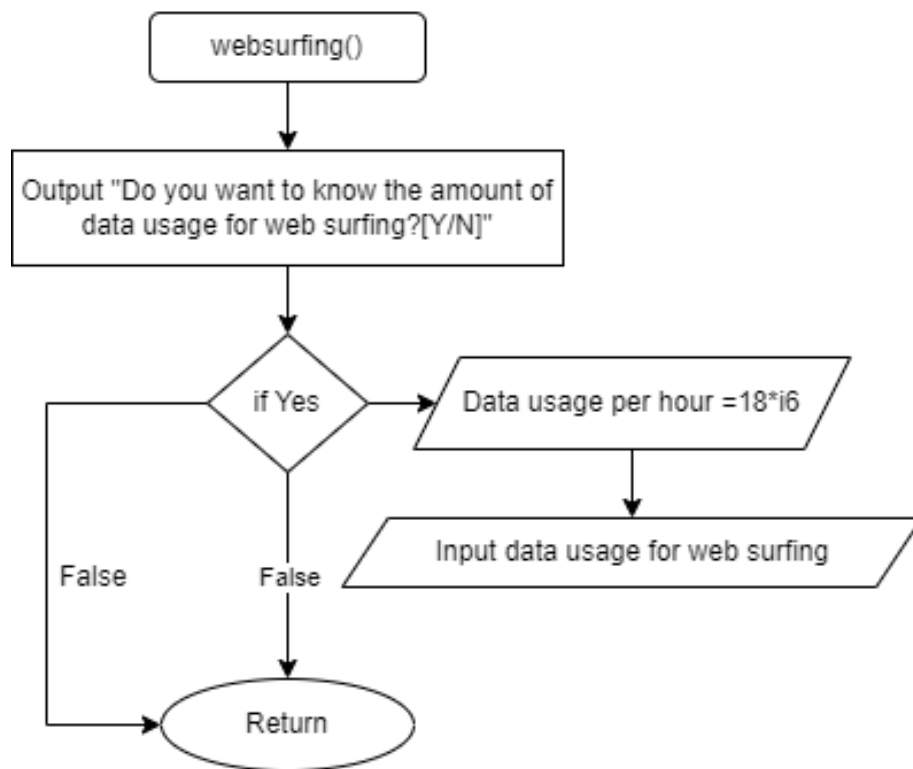 websurfing()
Output "Do you want to know the amount of
data usage for web surfing?[Y/N]"
if Yes
Data usage per hour =18*i6
Input data usage for web surfing
False
False
Return